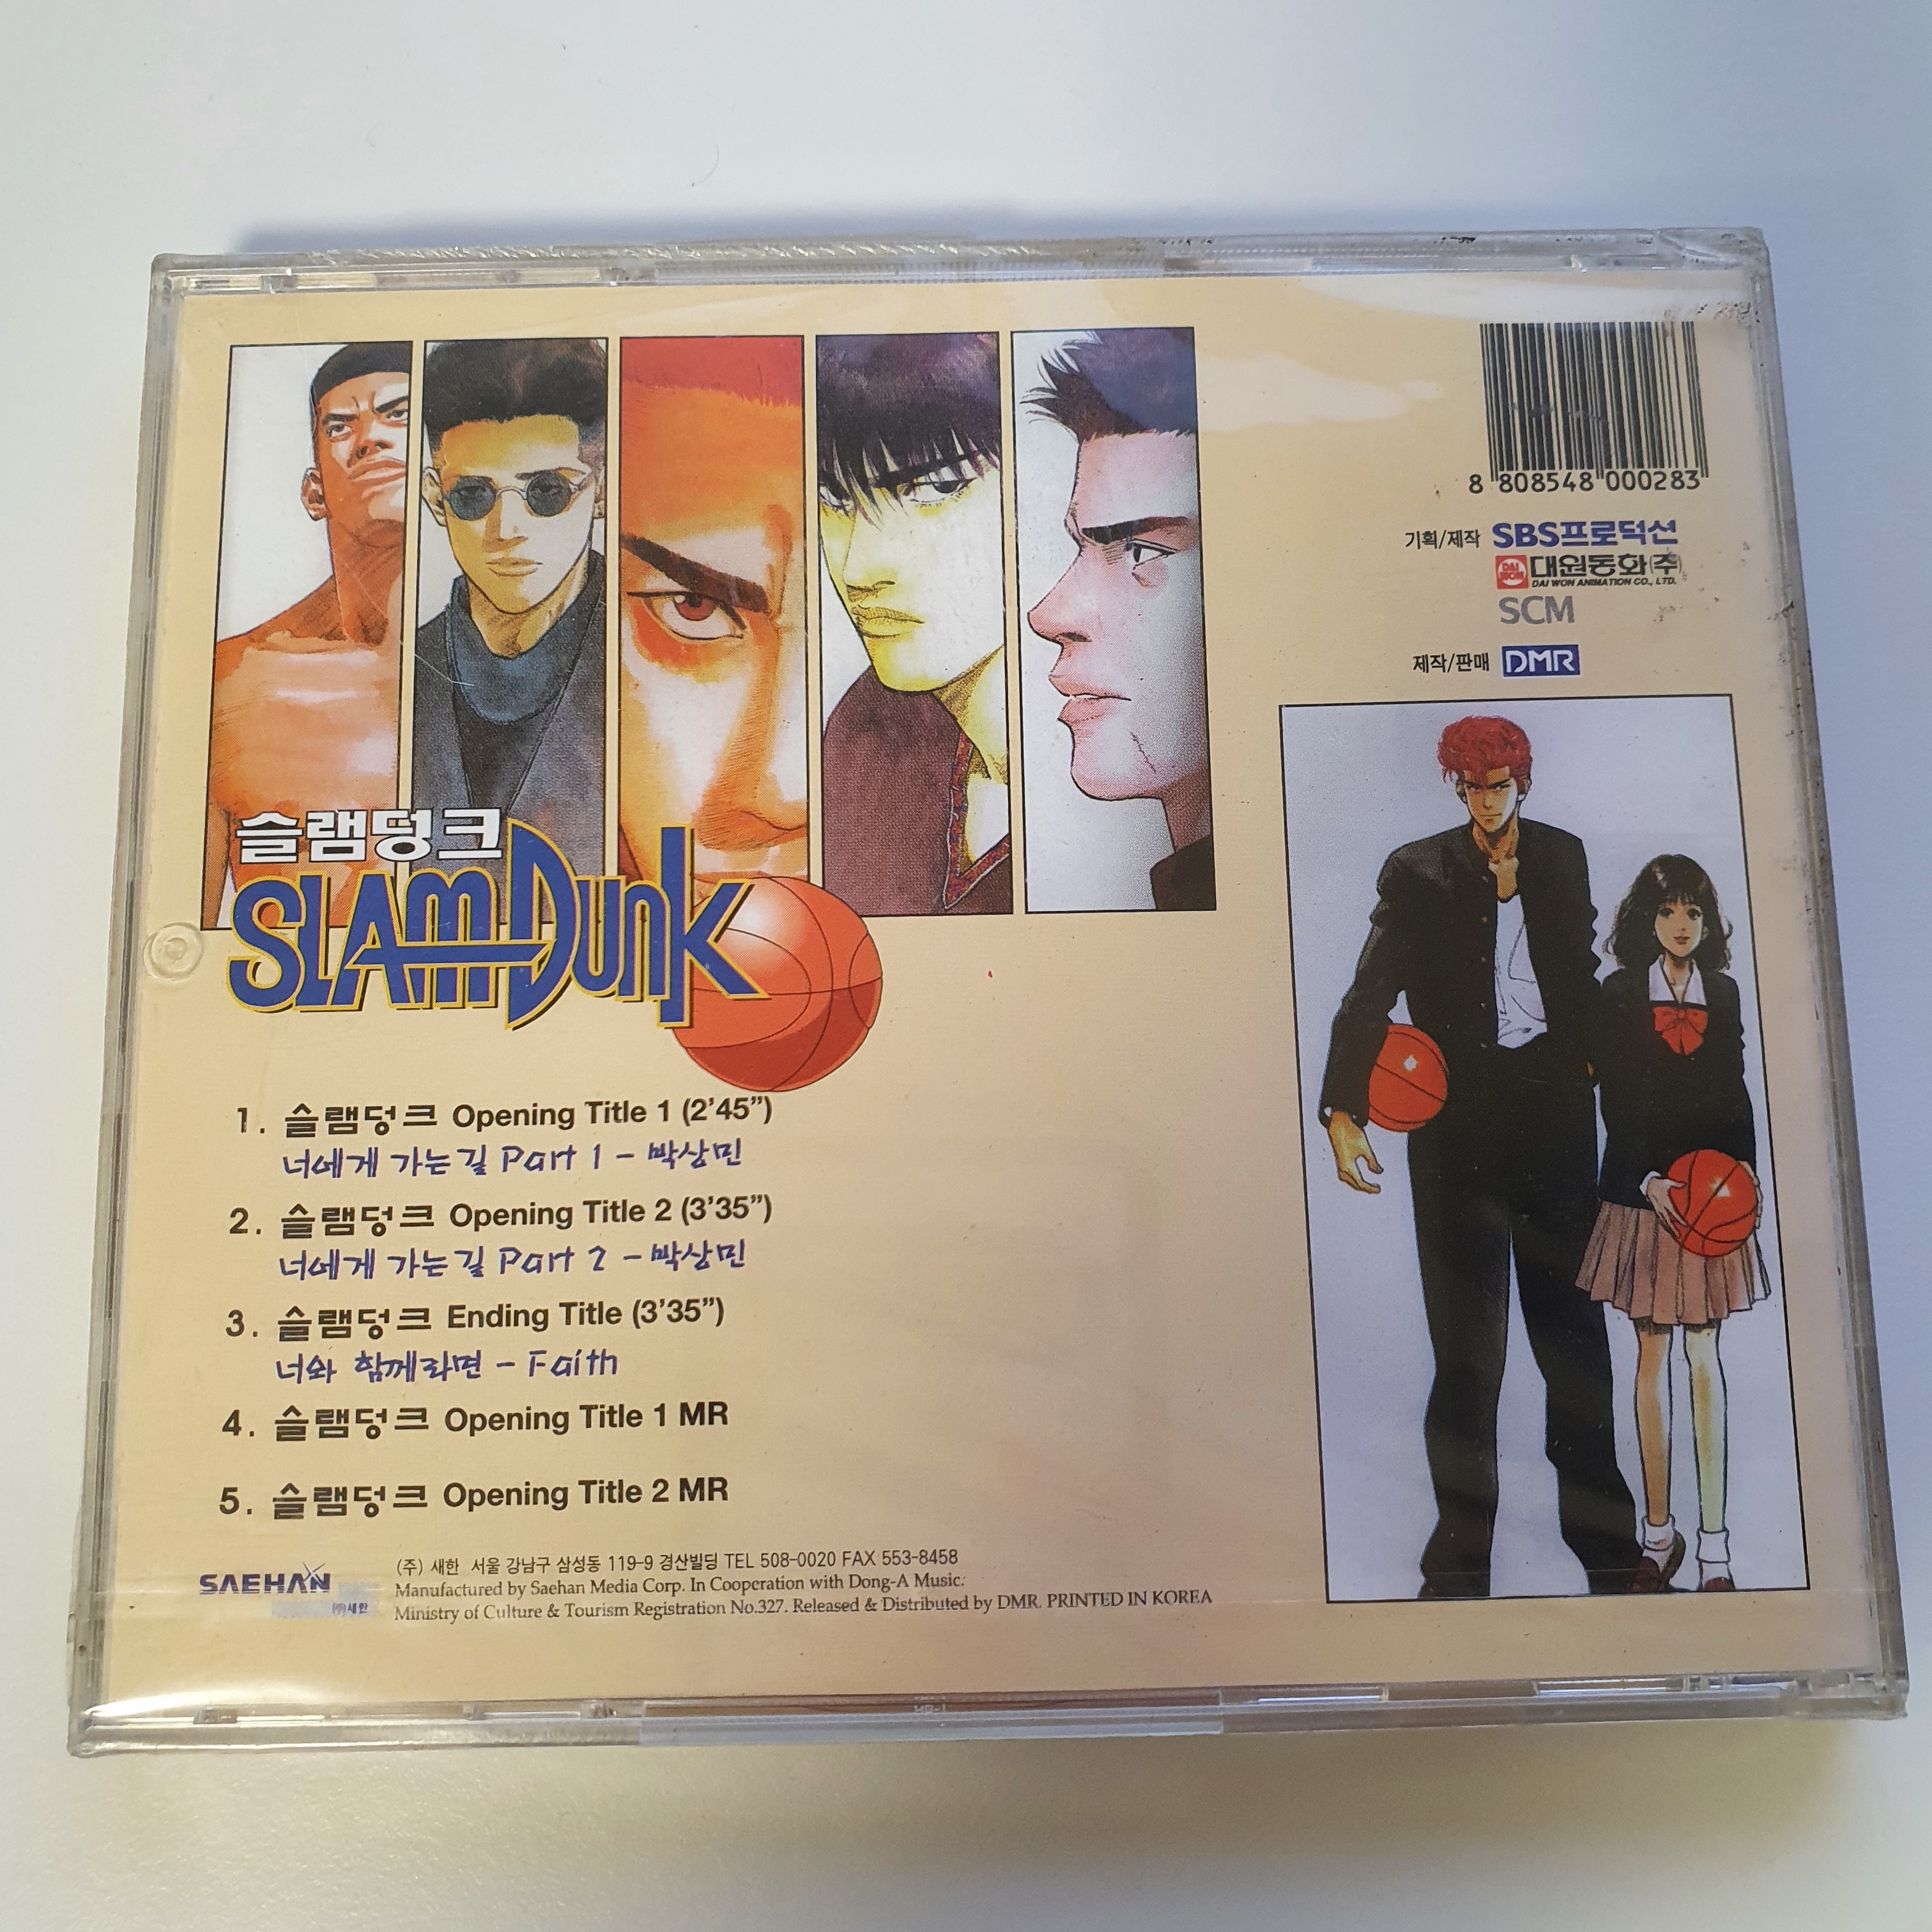 슬램덩크
SLAM DUNK
1. 슬램덩크 Opening Title 1 (2'45")
너에게 가는길 Part 1 - 박상민
2. 슬램덩크 Opening Title 2 (3'35")
너에게 가는길 Part 2 - 박상민
3. 슬램덩크 Ending Title (3'35")
너와 함께라면 - Faith
4. 슬램덩크 Opening Title 1 MR
5. 슬램덩크 Opening Title 2 MR
SAEHAN
(주)새한
(주) 새한 서울 강남구 삼성동 119-9 경산빌딩 TEL 508-0020 FAX 553-8458
Manufactured by Saehan Media Corp. In Cooperation with Dong-A Music.
Ministry of Culture & Tourism Registration No.327. Released & Distributed by DMR. PRINTED IN KOREA
8 808548 000283
기획/제작 SBS프로덕션
DAI WON 대원동화(주)
DAI WON ANIMATION CO., LTD.
SCM
제작/판매 DMR